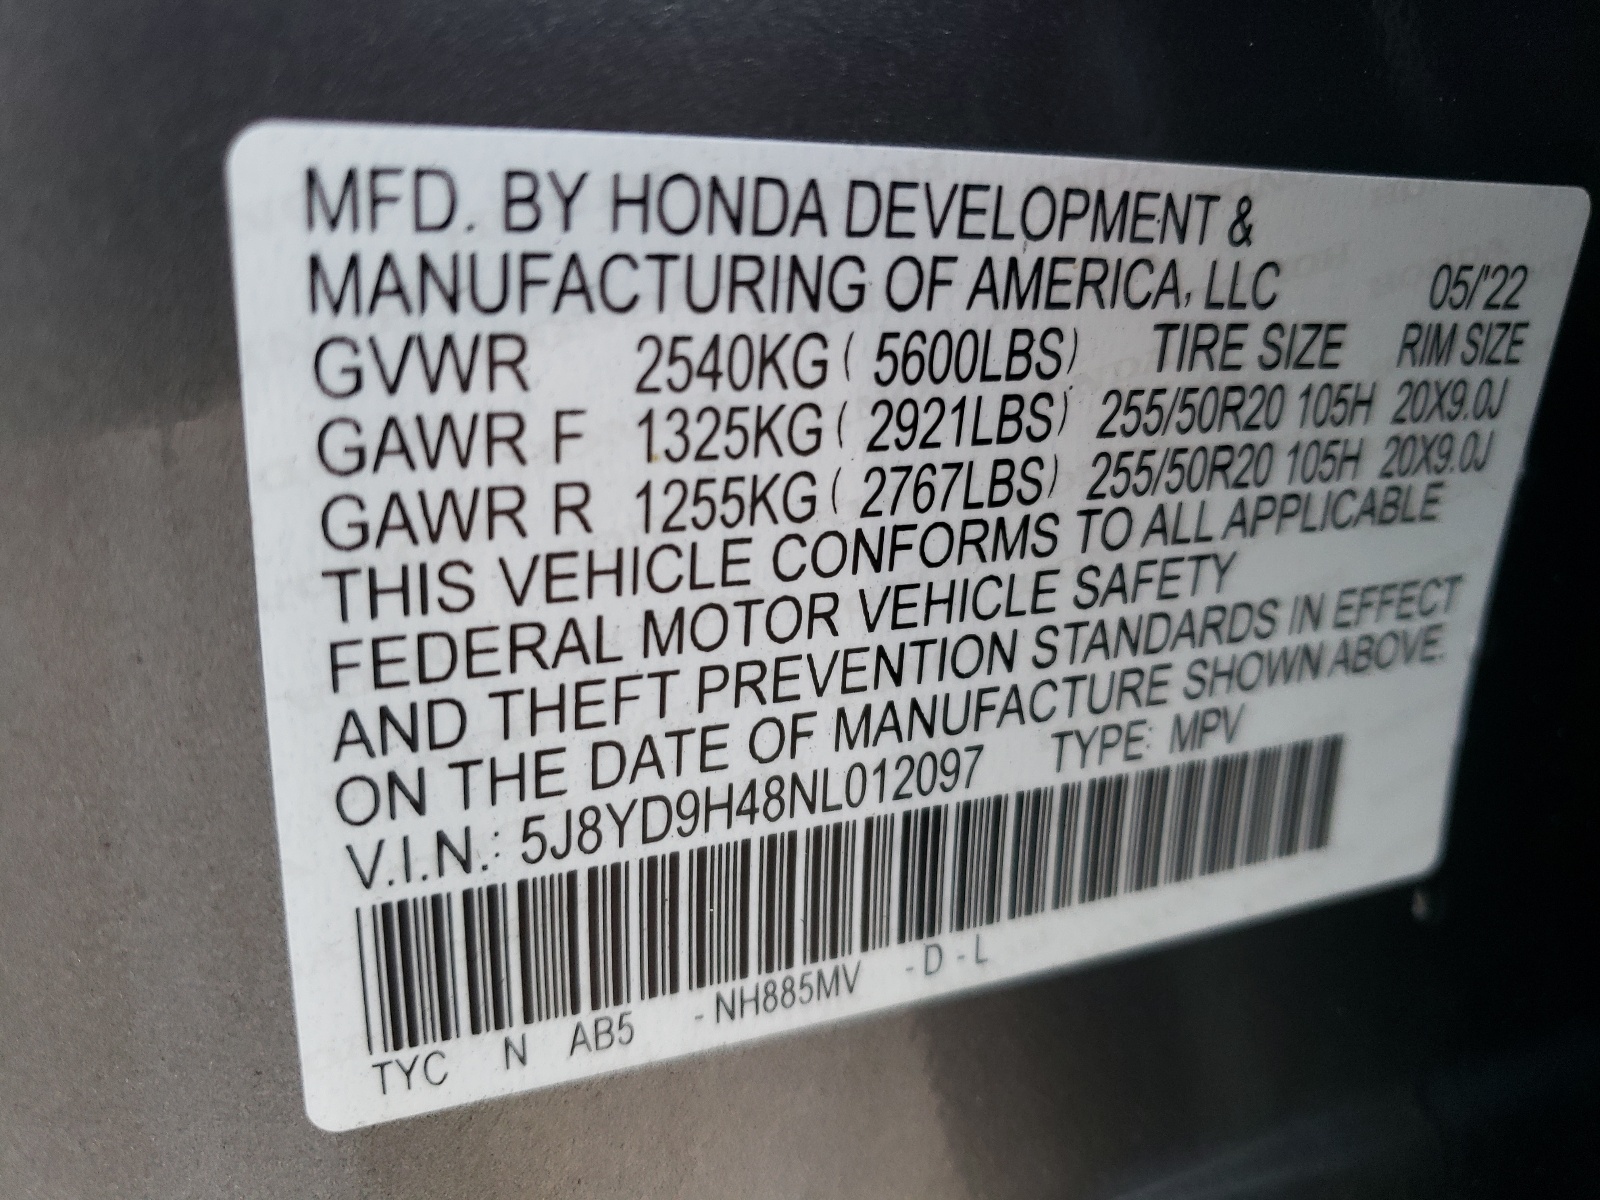 MFD. BY HONDA DEVELOPMENT &
MANUFACTURING OF AMERICA, LLC 05/'22
GVWR 2540KG ( 5600LBS) TIRE SIZE RIM SIZE
GAWR F 1325KG ( 2921LBS) 255/50R20 105H 20X9.0J
GAWR R 1255KG ( 2767LBS) 255/50R20 105H 20X9.0J
THIS VEHICLE CONFORMS TO ALL APPLICABLE
FEDERAL MOTOR VEHICLE SAFETY
AND THEFT PREVENTION STANDARDS IN EFFECT
ON THE DATE OF MANUFACTURE SHOWN ABOVE.
V.I.N.: 5J8YD9H48NL012097 TYPE: MPV
TYC N AB5 - NH885MV - D - L